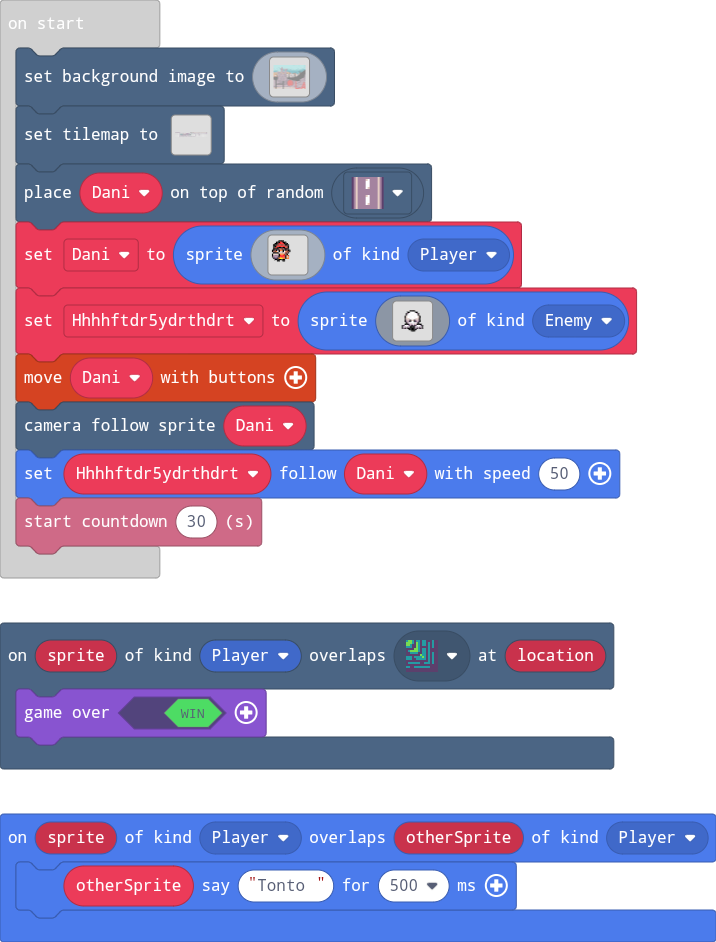 on start
set background image to
set tilemap to
place Dani on top of random
set Dani to sprite of kind Player
set Hhhhftdr5ydrthdrt to sprite of kind Enemy
move Dani with buttons
camera follow sprite Dani
set Hhhhftdr5ydrthdrt follow Dani with speed 50
start countdown 30 (s)
on sprite of kind Player overlaps at location
game over WIN
on sprite of kind Player overlaps otherSprite of kind Player
otherSprite say "Tonto " for 500 ms